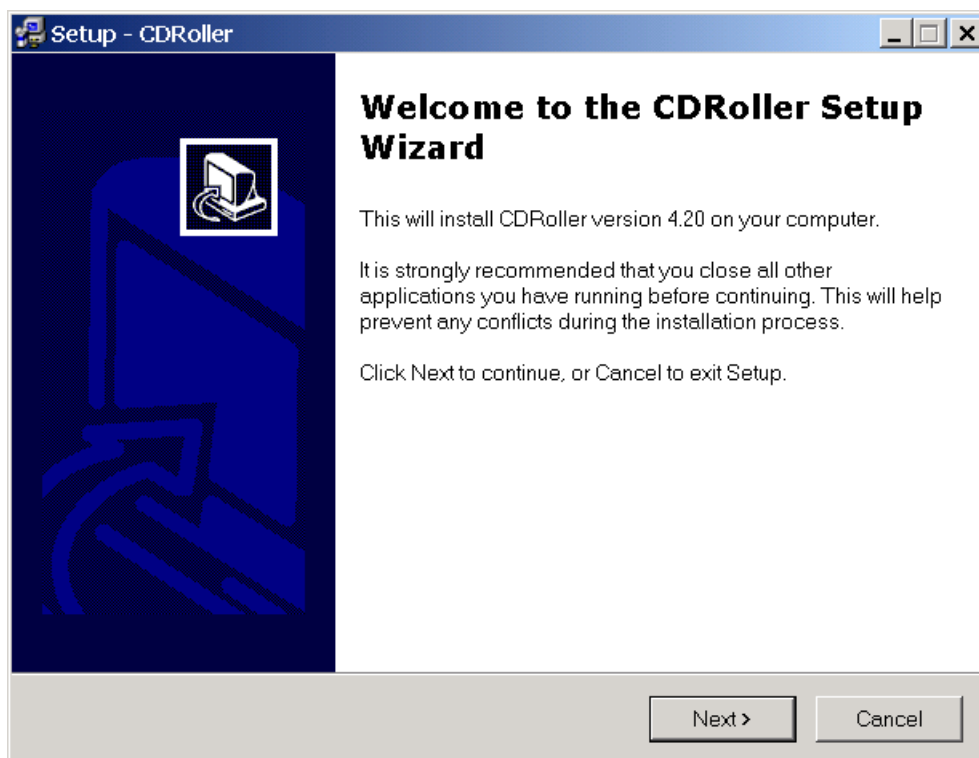 Setup - CDRoller
Welcome to the CDRoller Setup
Wizard
This will install CDRoller version 4.20 on your computer.
It is strongly recommended that you close all other
applications you have running before continuing. This will help
prevent any conflicts during the installation process.
Click Next to continue, or Cancel to exit Setup.
Next >
Cancel